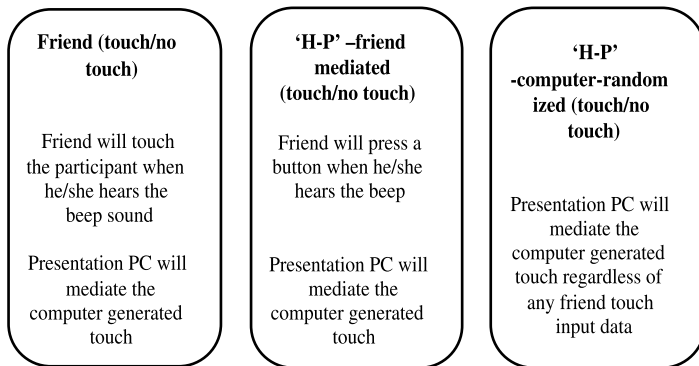 Friend (touch/no
touch)
Friend will touch
the participant when
he/she hears the
beep sound
Presentation PC will
mediate the
computer generated
touch
‘H-P’ –friend
mediated
(touch/no touch)
Friend will press a
button when he/she
hears the beep
Presentation PC will
mediate the
computer generated
touch
‘H-P’
-computer-random
ized (touch/no
touch)
Presentation PC will
mediate the
computer generated
touch regardless of
any friend touch
input data